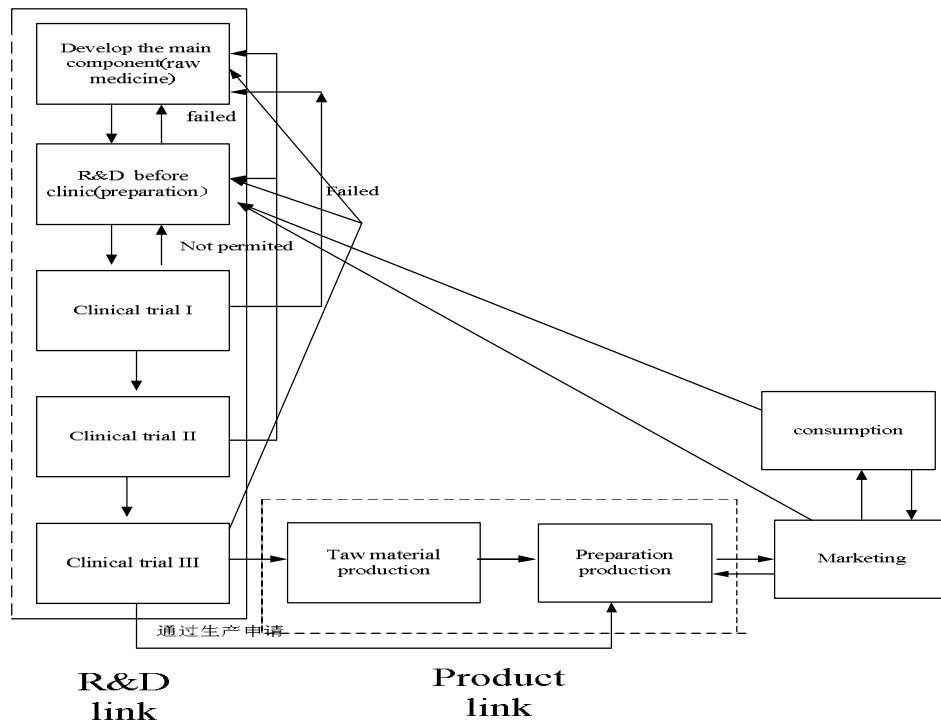 Develop the main
component(raw
medicine)
failed
R&D before
clinic(preparation）
Failed
Not permited
Clinical trial I
Clinical trial II
consumption
Clinical trial III
Taw material
production
Preparation
production
Marketing
通过生产申请
R&D
link
Product
link